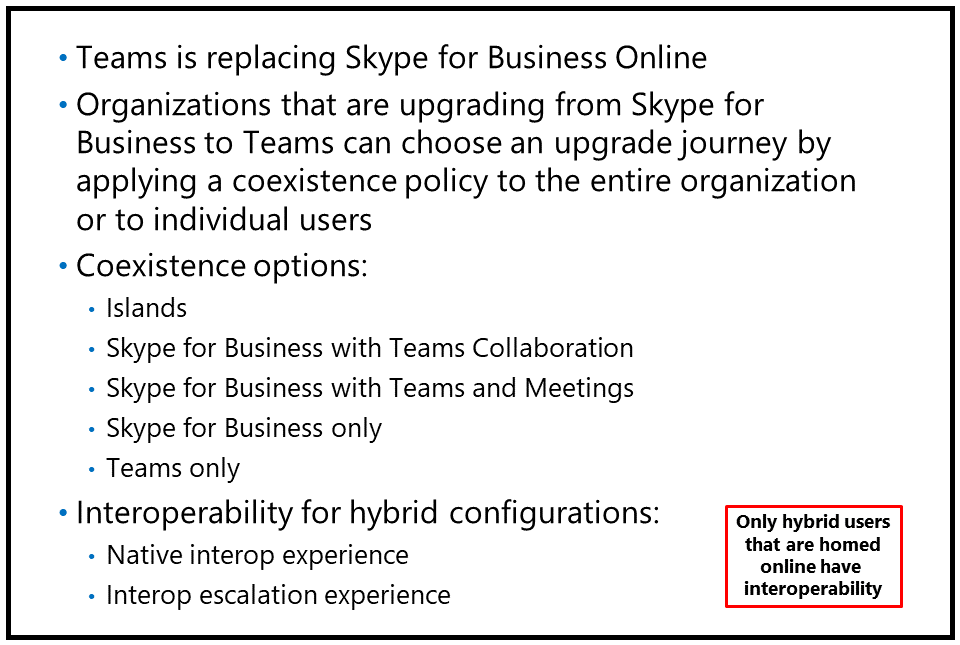 • Teams is replacing Skype for Business Online
• Organizations that are upgrading from Skype for
Business to Teams can choose an upgrade journey by
applying a coexistence policy to the entire organization
or to individual users
• Coexistence options:
• Islands
• Skype for Business with Teams Collaboration
• Skype for Business with Teams and Meetings
• Skype for Business only
• Teams only
• Interoperability for hybrid configurations:
• Native interop experience
• Interop escalation experience
Only hybrid users
that are homed
online have
interoperability